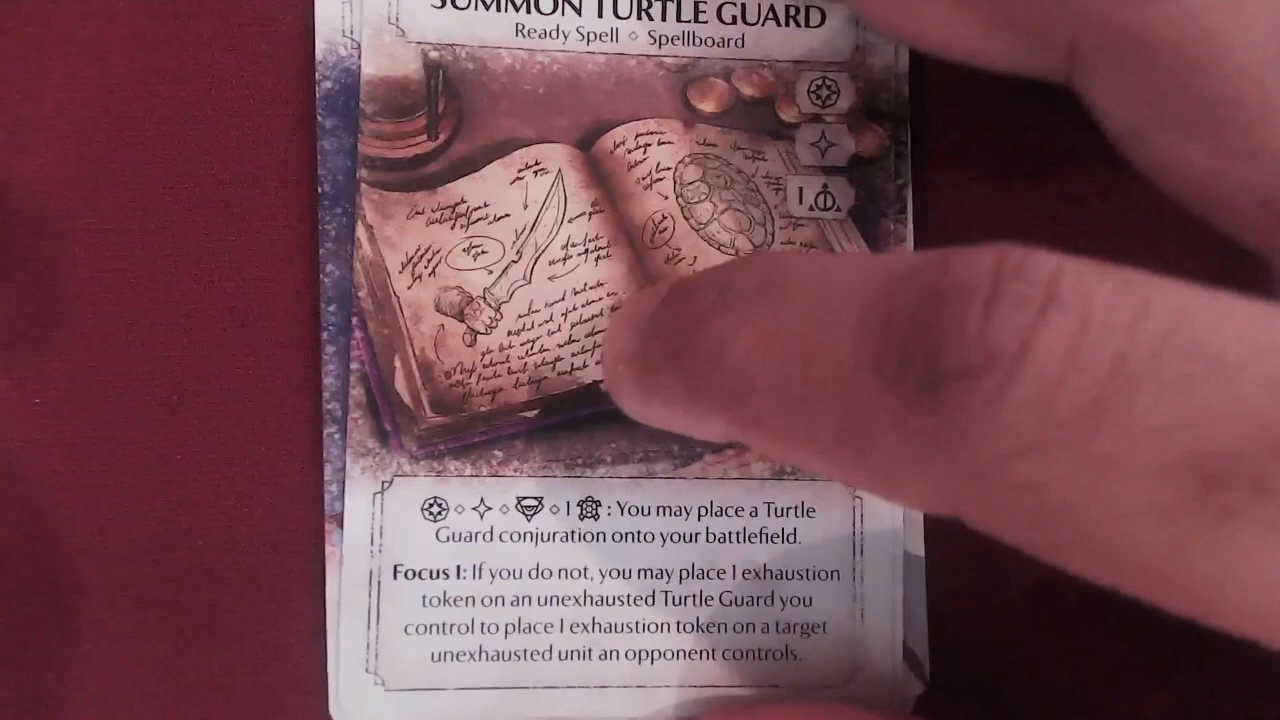 SUMMON TURTLE GUARD
Ready Spell ◇ Spellboard
1
◇ ◇ ◇ 1 : You may place a Turtle
Guard conjuration onto your battlefield.
Focus 1: If you do not, you may place 1 exhaustion
token on an unexhausted Turtle Guard you
control to place 1 exhaustion token on a target
unexhausted unit an opponent controls.